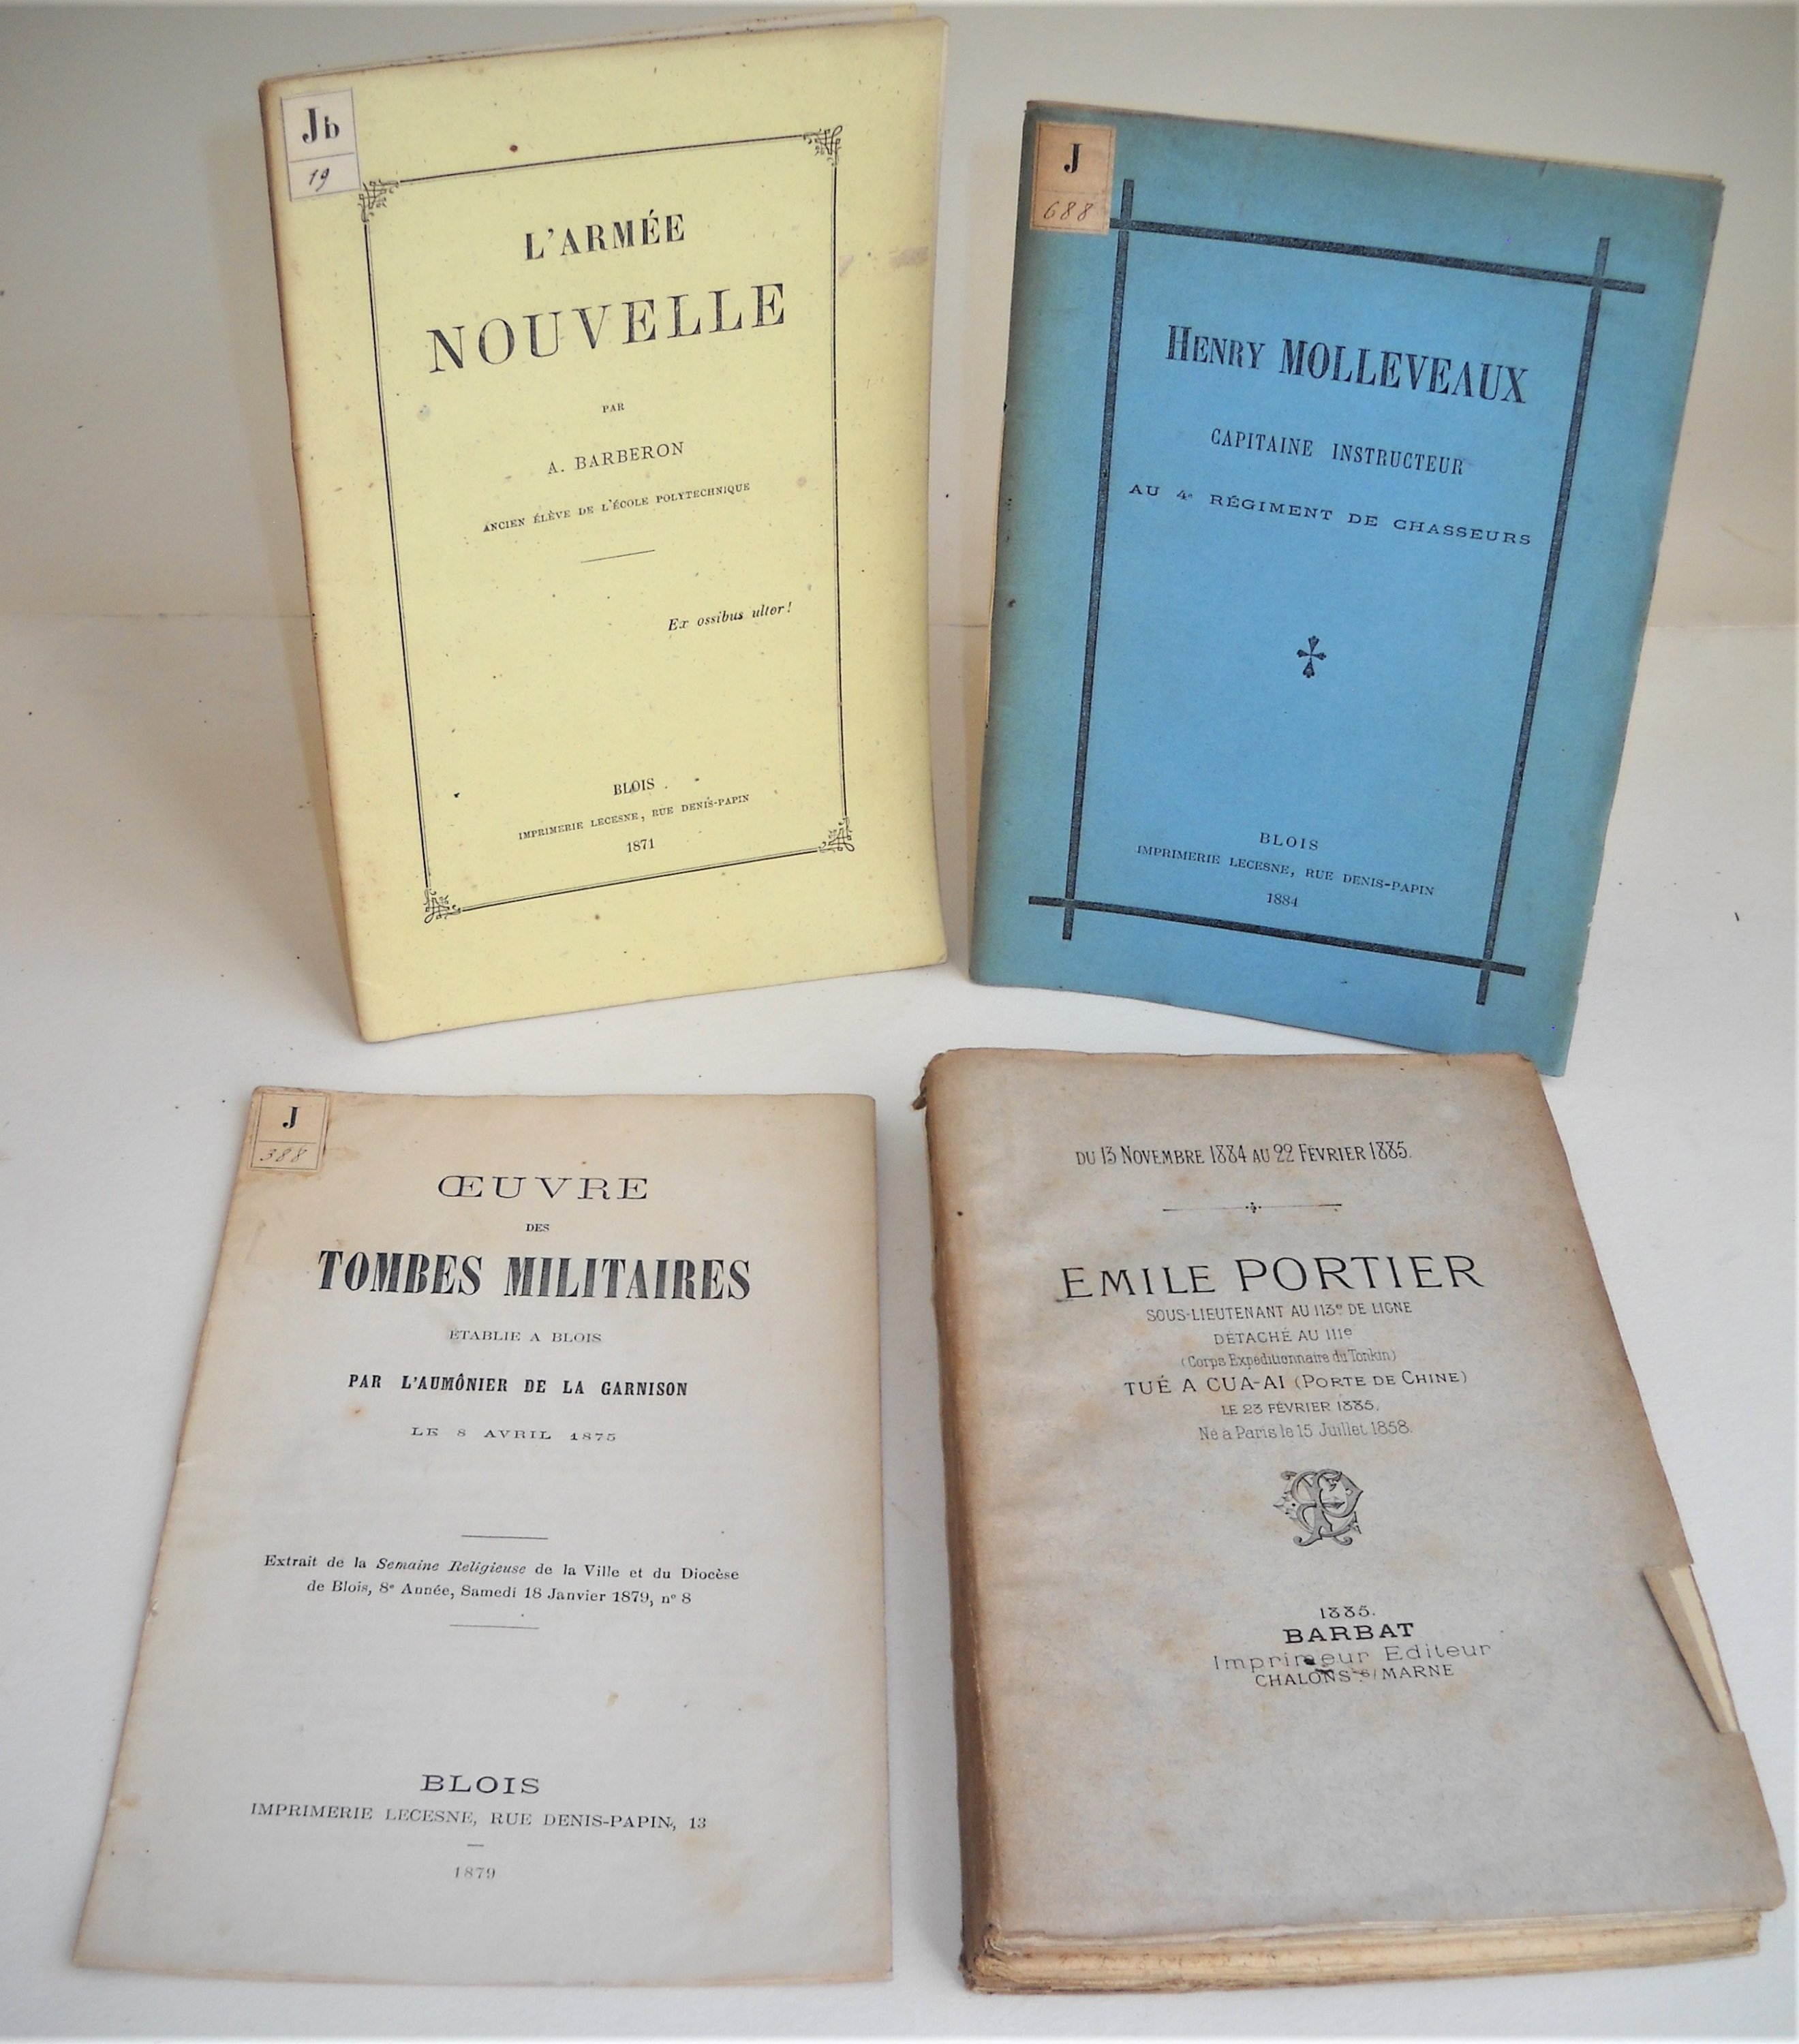 Jb
19
L'ARMÉE
NOUVELLE
PAR
A. BARBERON
ANCIEN ÉLÈVE DE L'ÉCOLE POLYTECHNIQUE
Ex ossibus ultor!
BLOIS
IMPRIMERIE LECESNE, RUE DENIS-PAPIN
1871
J
688
HENRY MOLLEVEAUX
CAPITAINE INSTRUCTEUR
AU 4e RÉGIMENT DE CHASSEURS
BLOIS
IMPRIMERIE LECESNE, RUE DENIS-PAPIN
1884
J
388
ŒUVRE
DES
TOMBES MILITAIRES
ÉTABLIE A BLOIS
PAR L'AUMÔNIER DE LA GARNISON
LE 8 AVRIL 1875
Extrait de la Semaine Religieuse de la Ville et du Diocèse
de Blois, 8e Année, Samedi 18 Janvier 1879, no 8
BLOIS
IMPRIMERIE LECESNE, RUE DENIS-PAPIN, 13
1879
DU 13 NOVEMBRE 1884 AU 22 FÉVRIER 1885.
EMILE PORTIER
SOUS-LIEUTENANT AU 113e DE LIGNE
DÉTACHÉ AU 111e
(Corps Expéditionnaire du Tonkin)
TUÉ A CUA-AI (PORTE DE CHINE)
LE 23 FÉVRIER 1885,
Né à Paris le 15 Juillet 1858.
EP
1885.
BARBAT
Imprimeur Editeur
CHALONS s/MARNE